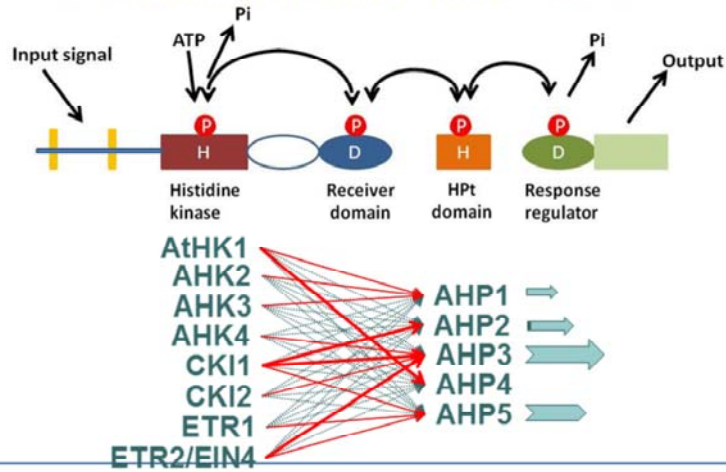 Pi
ATP
Pi
Input signal
Output
P
P
P
P
H
D
H
D
Histidine kinase
Receiver domain
HPt domain
Response regulator
AtHK1
AHK2
AHK3
AHK4
CKI1
CKI2
ETR1
ETR2/EIN4
AHP1
AHP2
AHP3
AHP4
AHP5